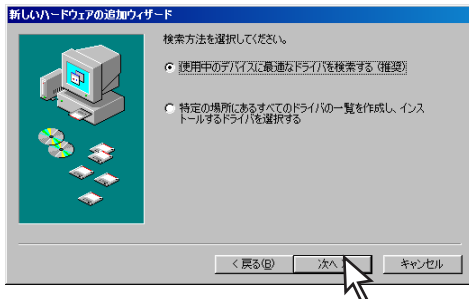 新しいハードウェアの追加ウィザード
検索方法を選択してください。
使用中のデバイスに最適なドライバを検索する (推奨)
特定の場所にあるすべてのドライバの一覧を作成し、インス
トールするドライバを選択する
< 戻る(B)
次へ
キャンセル